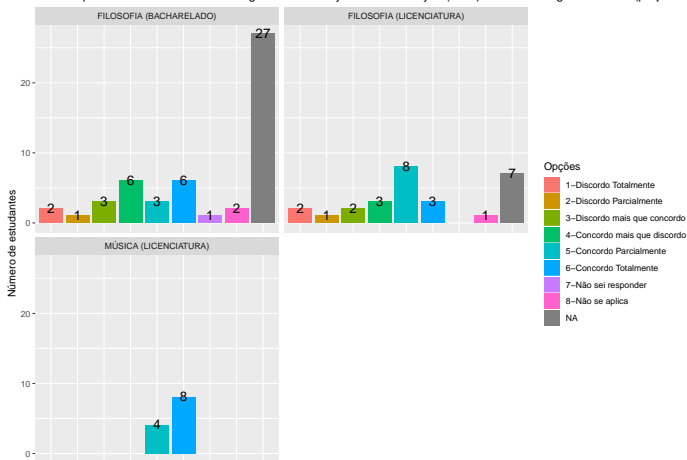 FILOSOFIA (BACHARELADO)
FILOSOFIA (LICENCIATURA)
27
20
10
0
2
1
3
6
3
6
1
2
2
1
2
3
8
3
1
7
MÚSICA (LICENCIATURA)
20
10
0
4
8
Número de estudantes
Opções
1−Discordo Totalmente
2−Discordo Parcialmente
3−Discordo mais que concordo
4−Concordo mais que discordo
5−Concordo Parcialmente
6−Concordo Totalmente
7−Não sei responder
8−Não se aplica
NA